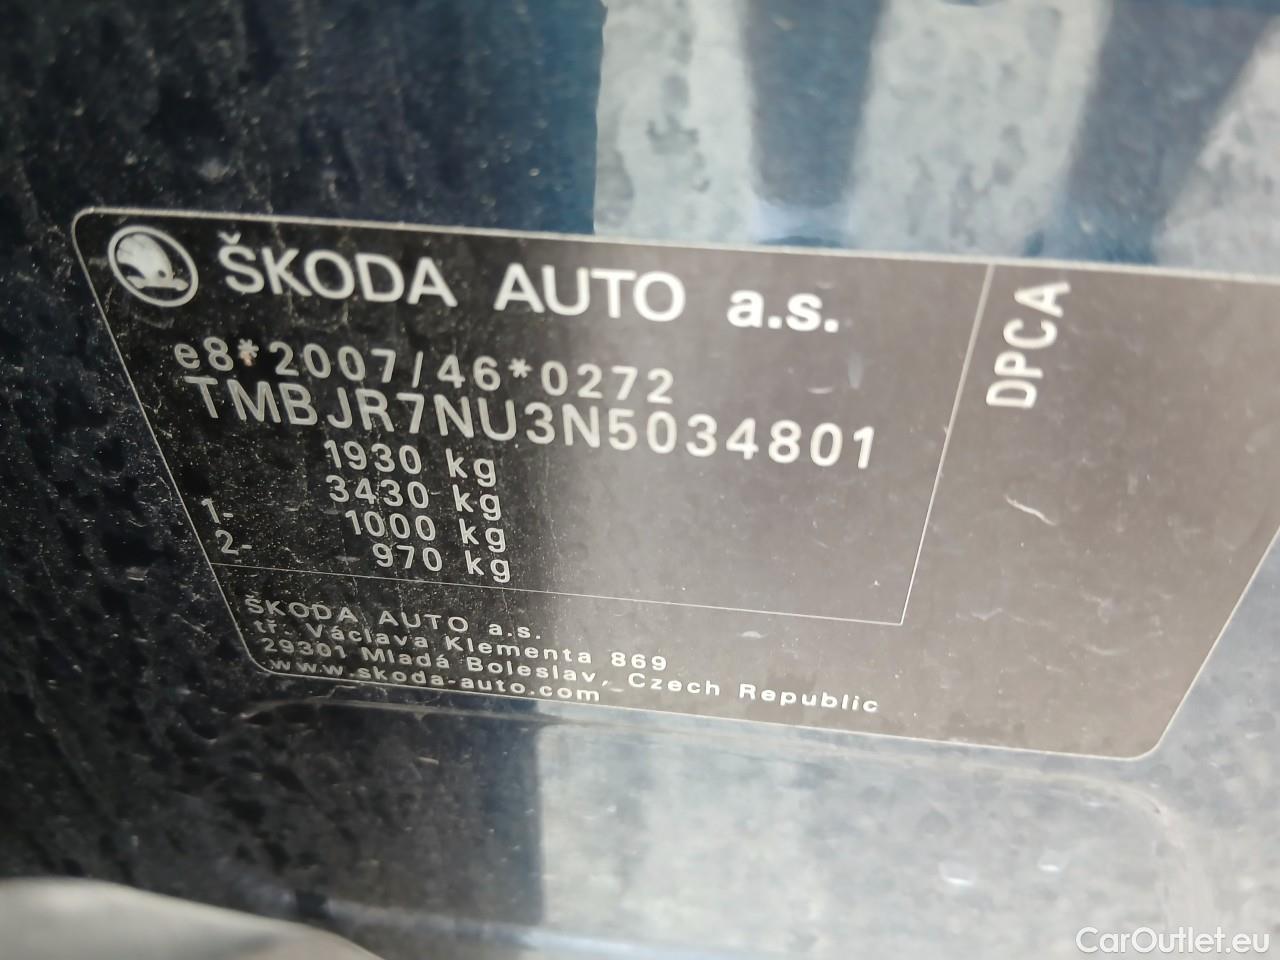 ŠKODA AUTO a.s.
e8*2007/46*0272
TMBJR7NU3N5034801
1930 kg
3430 kg
1- 1000 kg
2- 970 kg
DPCA
ŠKODA AUTO a.s.
tř. Václava Klementa 869
29301 Mladá Boleslav, Czech Republic
www.skoda-auto.com
CarOutlet.eu